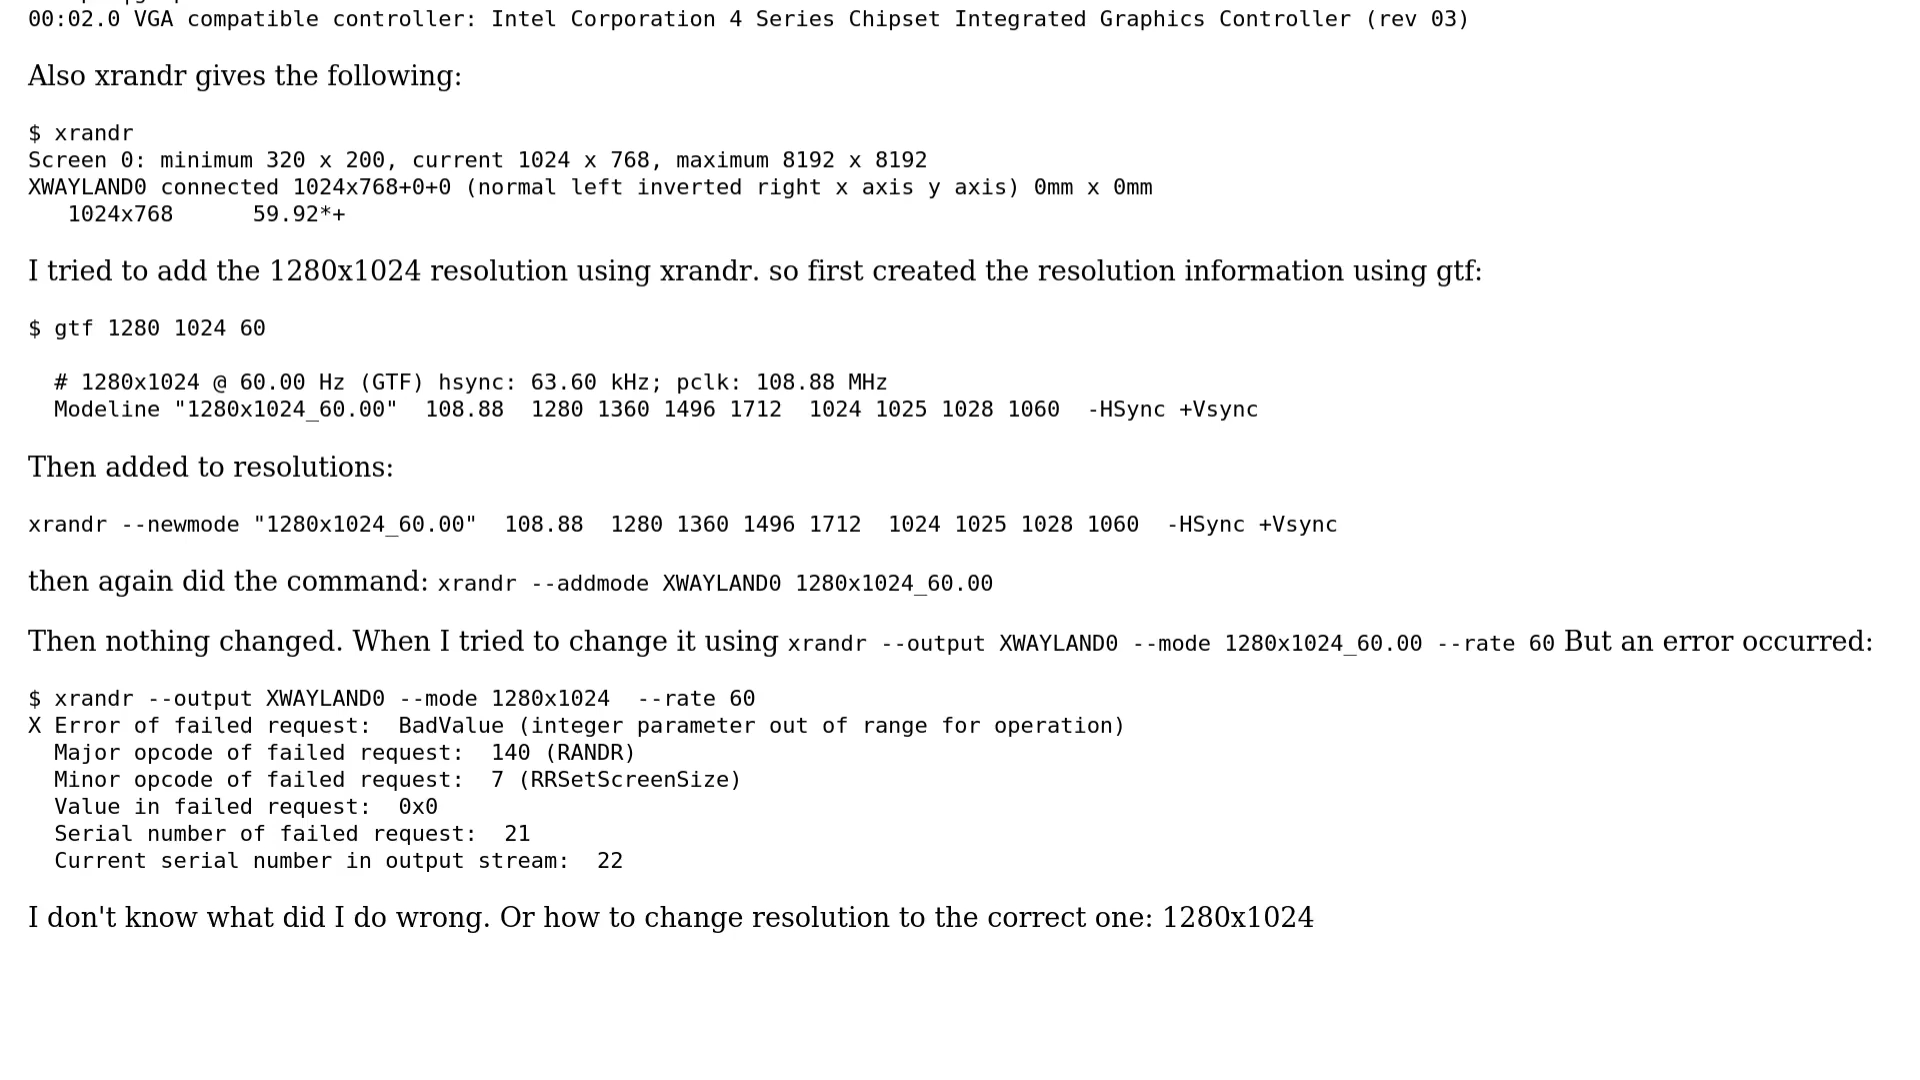 00:02.0 VGA compatible controller: Intel Corporation 4 Series Chipset Integrated Graphics Controller (rev 03)
Also xrandr gives the following:
$ xrandr
Screen 0: minimum 320 x 200, current 1024 x 768, maximum 8192 x 8192
XWAYLAND0 connected 1024x768+0+0 (normal left inverted right x axis y axis) 0mm x 0mm
   1024x768      59.92*+
I tried to add the 1280x1024 resolution using xrandr. so first created the resolution information using gtf:
$ gtf 1280 1024 60
  # 1280x1024 @ 60.00 Hz (GTF) hsync: 63.60 kHz; pclk: 108.88 MHz
  Modeline "1280x1024_60.00"  108.88  1280 1360 1496 1712  1024 1025 1028 1060  -HSync +Vsync
Then added to resolutions:
xrandr --newmode "1280x1024_60.00"  108.88  1280 1360 1496 1712  1024 1025 1028 1060  -HSync +Vsync
then again did the command: xrandr --addmode XWAYLAND0 1280x1024_60.00
Then nothing changed. When I tried to change it using xrandr --output XWAYLAND0 --mode 1280x1024_60.00 --rate 60 But an error occurred:
$ xrandr --output XWAYLAND0 --mode 1280x1024  --rate 60
X Error of failed request:  BadValue (integer parameter out of range for operation)
  Major opcode of failed request:  140 (RANDR)
  Minor opcode of failed request:  7 (RRSetScreenSize)
  Value in failed request:  0x0
  Serial number of failed request:  21
  Current serial number in output stream:  22
I don't know what did I do wrong. Or how to change resolution to the correct one: 1280x1024